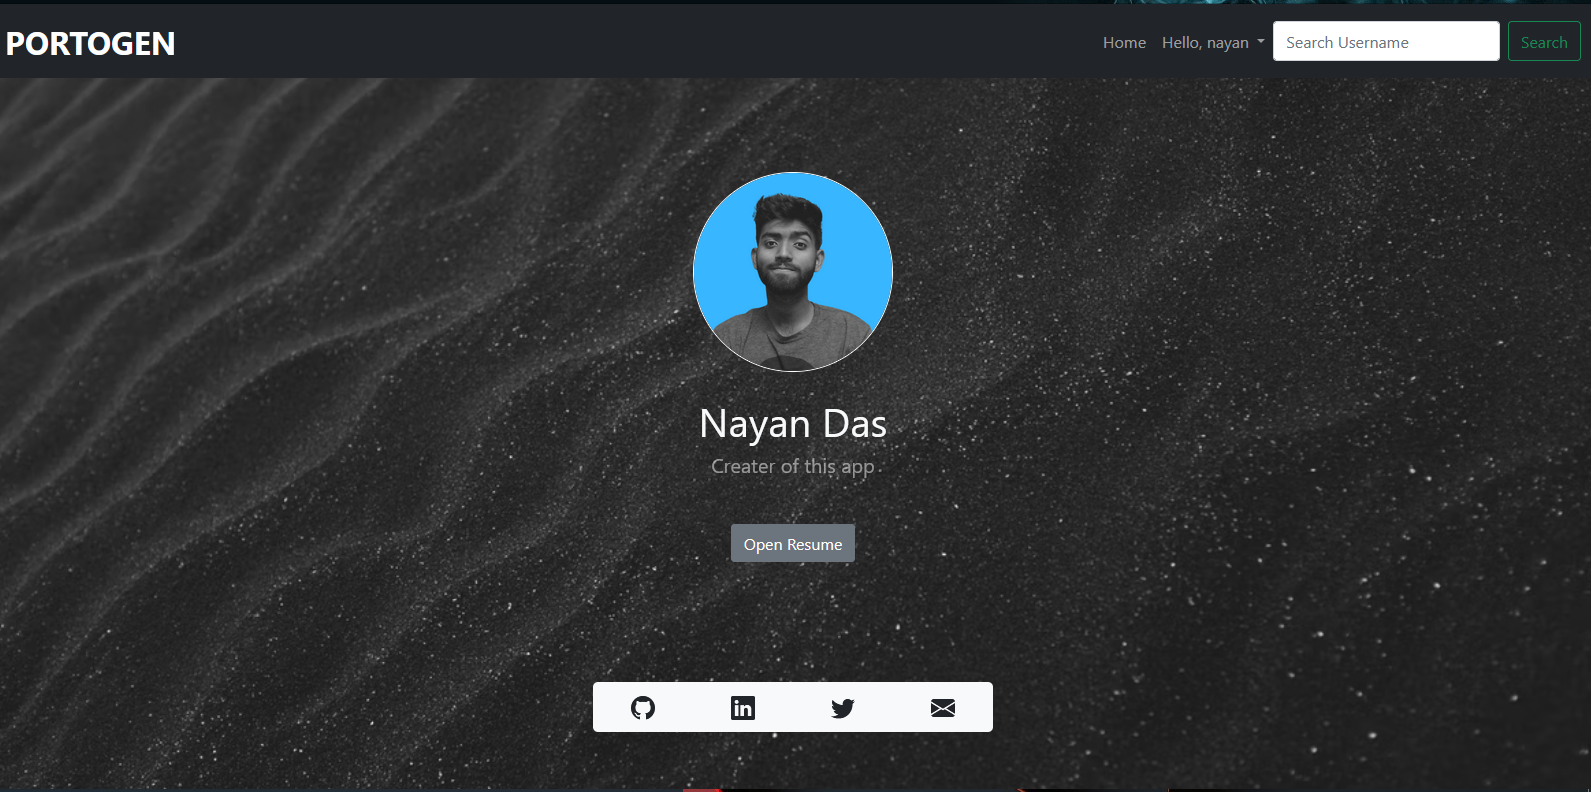 PORTOGEN
Home Hello, nayan Search Username Search
Nayan Das
Creater of this app
Open Resume